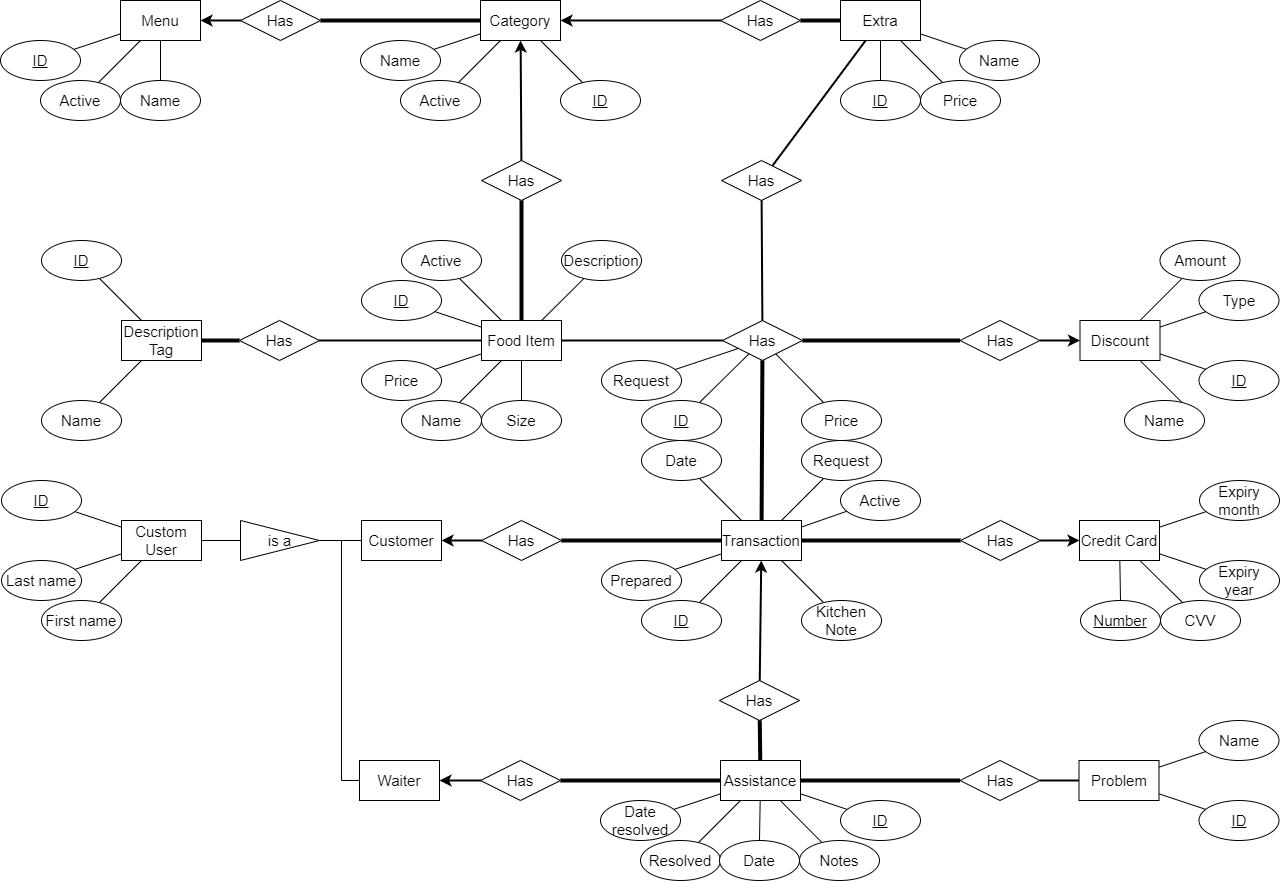 Menu
Has
Category
Has
Extra
ID
Name
Name
Active
Name
Active
ID
ID
Price
Has
Has
ID
Active
Description
Amount
ID
Type
Description
Tag
Has
Food Item
Has
Has
Discount
Price
Request
ID
Name
Name
Size
ID
Price
Name
Date
Request
ID
Active
Expiry
month
Custom
User
is a
Customer
Has
Transaction
Has
Credit Card
Last name
Prepared
Expiry
year
First name
ID
Kitchen
Note
Number
CVV
Has
Name
Waiter
Has
Assistance
Has
Problem
Date
resolved
ID
ID
Resolved
Date
Notes